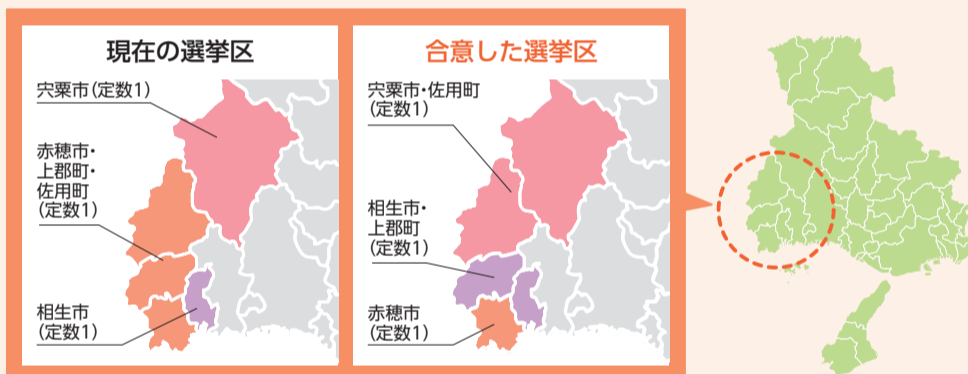 現在の選挙区
宍粟市(定数1)
赤穂市・
上郡町・
佐用町
(定数1)
相生市
(定数1)
合意した選挙区
宍粟市・佐用町
(定数1)
相生市・
上郡町
(定数1)
赤穂市
(定数1)